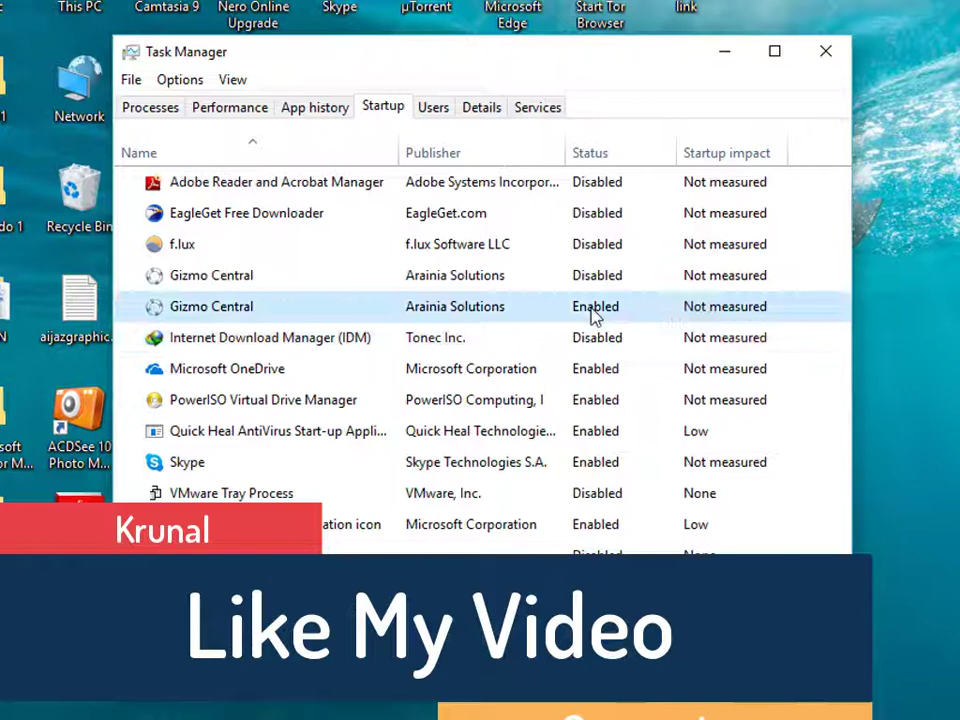 This PC
Camtasia 9
Nero Online
Upgrade
Skype
µTorrent
Microsoft
Edge
Start Tor
Browser
link
Network
Recycle Bin
aijazgraphic...
ACDSee 10
Photo M...
Task Manager
File Options View
Processes Performance App history Startup Users Details Services
Name Publisher Status Startup impact
Adobe Reader and Acrobat Manager Adobe Systems Incorpor... Disabled Not measured
EagleGet Free Downloader EagleGet.com Disabled Not measured
f.lux f.lux Software LLC Disabled Not measured
Gizmo Central Arainia Solutions Disabled Not measured
Gizmo Central Arainia Solutions Enabled Not measured
Internet Download Manager (IDM) Tonec Inc. Disabled Not measured
Microsoft OneDrive Microsoft Corporation Enabled Not measured
PowerISO Virtual Drive Manager PowerISO Computing, I Enabled Not measured
Quick Heal AntiVirus Start-up Appli... Quick Heal Technologie... Enabled Low
Skype Skype Technologies S.A. Enabled Not measured
VMware Tray Process VMware, Inc. Disabled None
ation icon Microsoft Corporation Enabled Low
Krunal
Like My Video